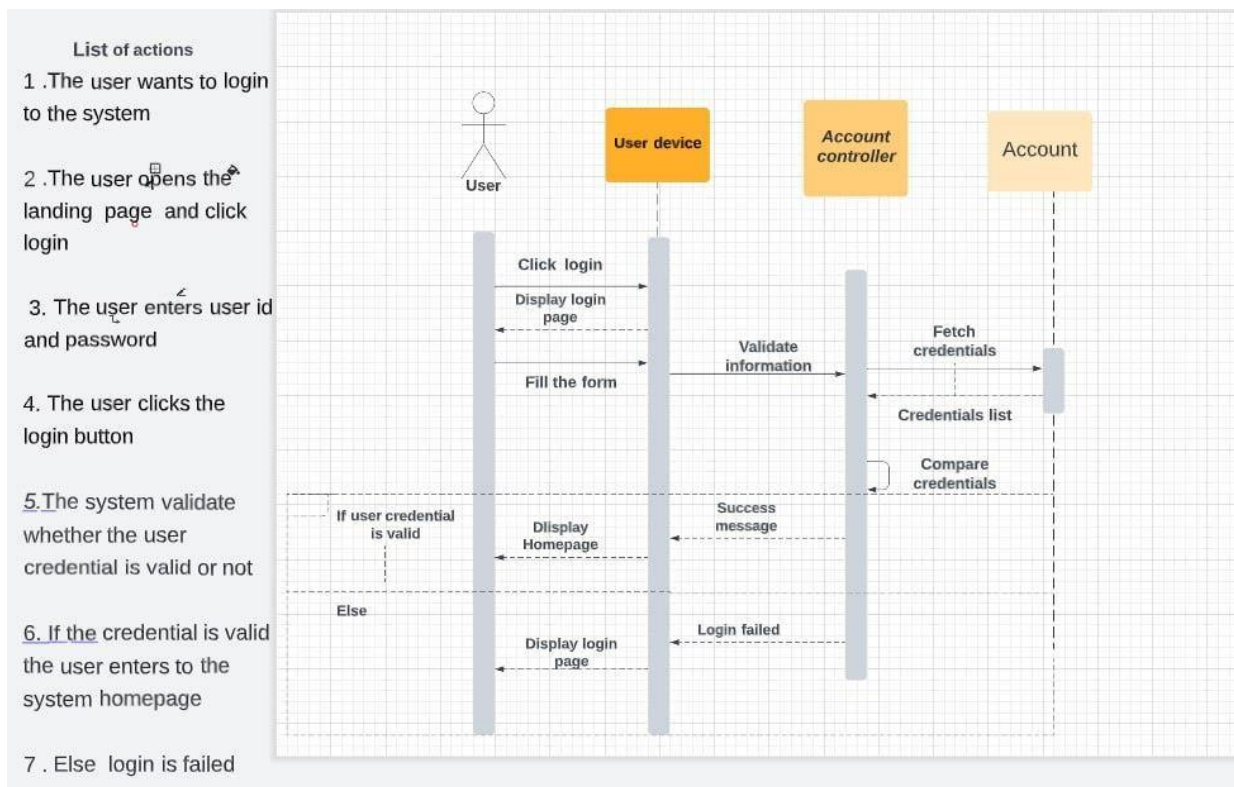 List of actions
1 .The user wants to login
to the system
2 .The user opens the
landing page and click
login
3. The user enters user id
and password
4. The user clicks the
login button
5.The system validate
whether the user
credential is valid or not
6. If the credential is valid
the user enters to the
system homepage
7 . Else login is failed
User
User device
Account
controller
Account
Click login
Display login
page
Fill the form
Validate
information
Fetch
credentials
Credentials list
Compare
credentials
If user credential
is valid
Success
message
DIisplay
Homepage
Else
Login failed
Display login
page